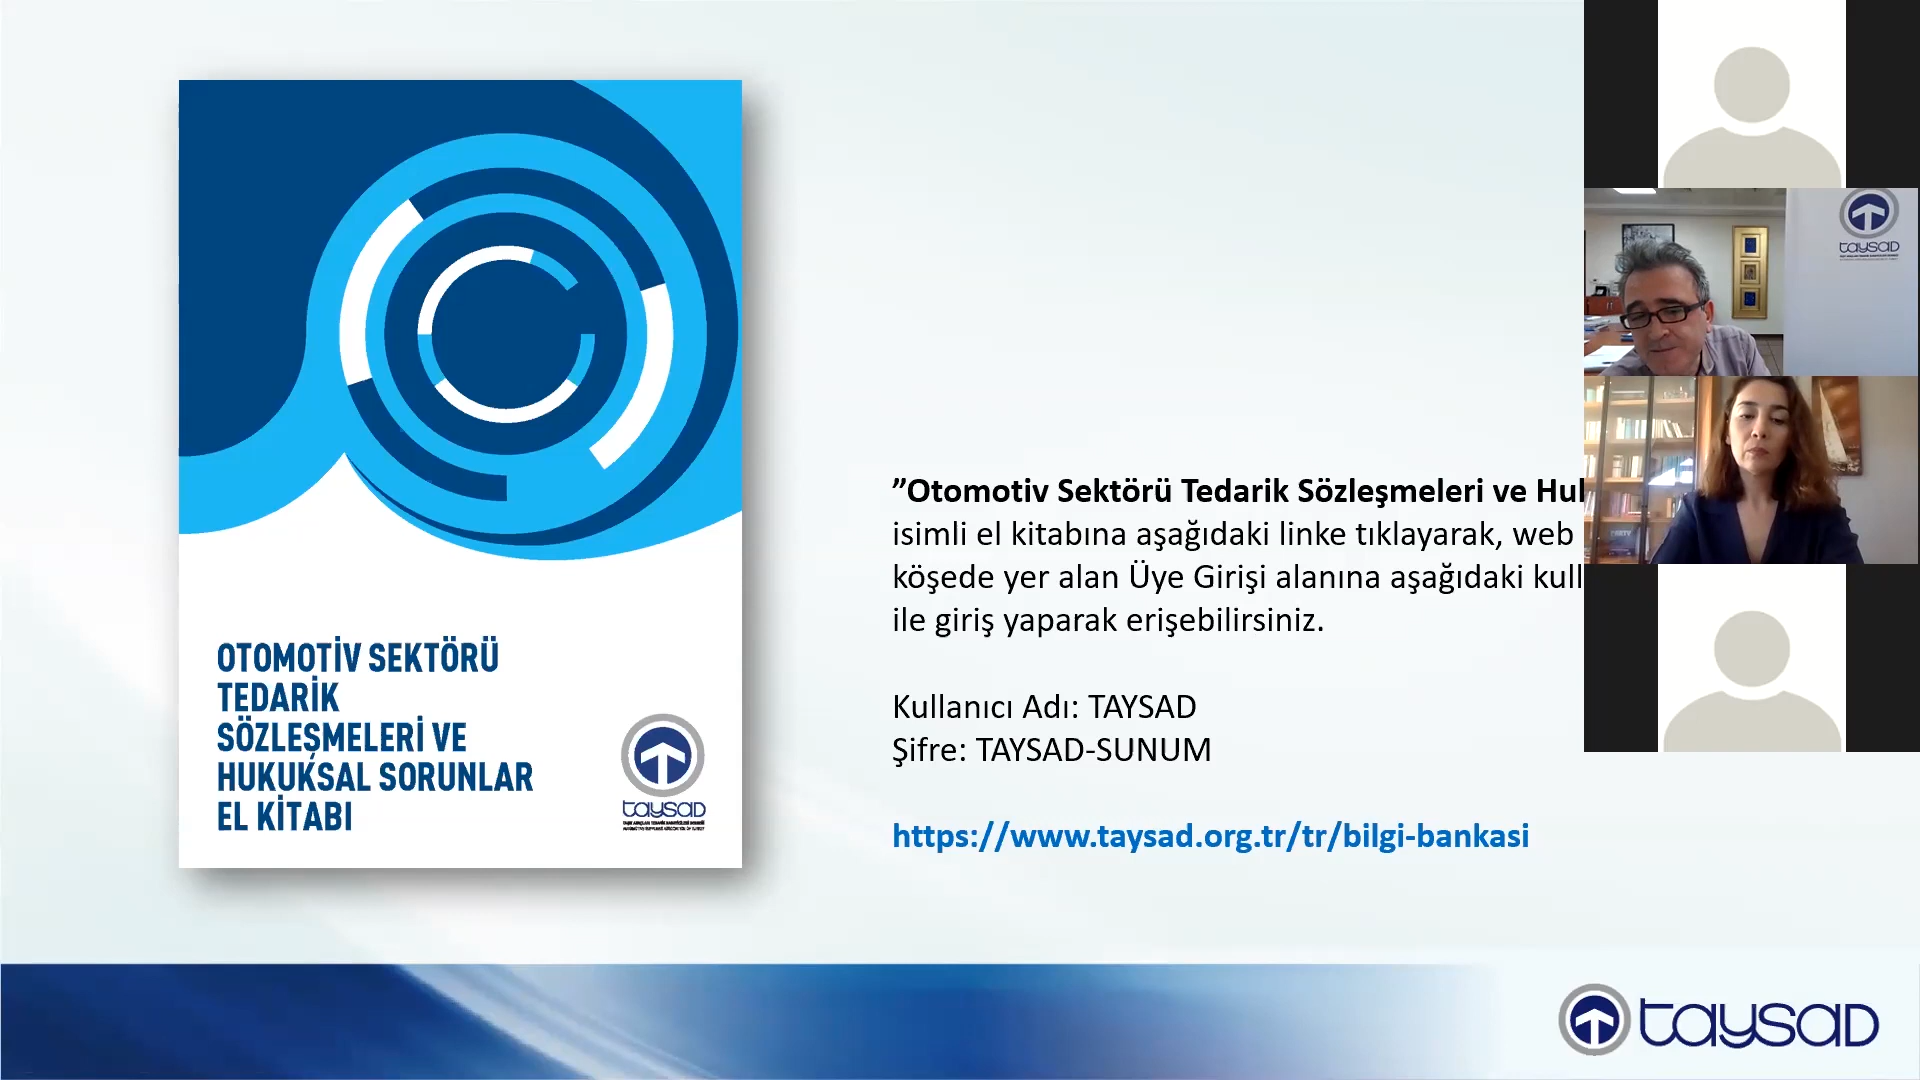 OTOMOTİV SEKTÖRÜ
TEDARİK
SÖZLEŞMELERİ VE
HUKUKSAL SORUNLAR
EL KİTABI
taysad
”Otomotiv Sektörü Tedarik Sözleşmeleri ve Huk
isimli el kitabına aşağıdaki linke tıklayarak, web
köşede yer alan Üye Girişi alanına aşağıdaki kull
ile giriş yaparak erişebilirsiniz.
Kullanıcı Adı: TAYSAD
Şifre: TAYSAD-SUNUM
https://www.taysad.org.tr/tr/bilgi-bankasi
taysad
taysad